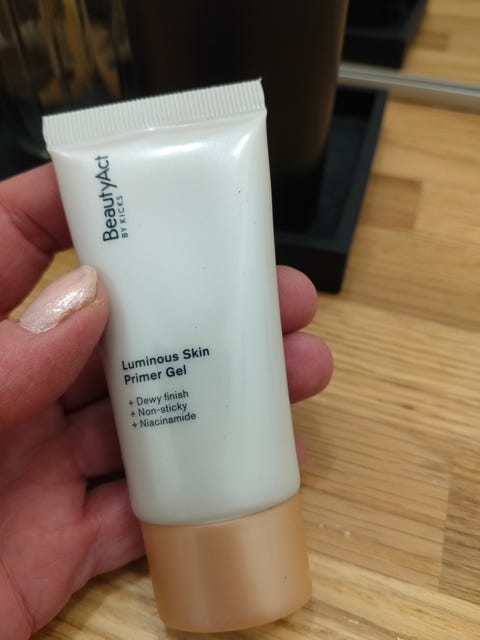 BeautyAct
BY KICKS
Luminous Skin
Primer Gel
+ Dewy finish
+ Non-sticky
+ Niacinamide